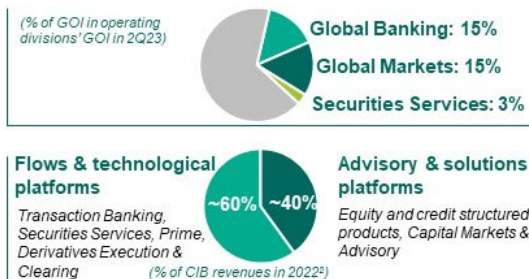 (% of GOI in operating
divisions' GOI in 2Q23)
Global Banking: 15%
Global Markets: 15%
Securities Services: 3%
Flows & technological
platforms
Transaction Banking,
Securities Services, Prime,
Derivatives Execution &
Clearing
~60%
~40%
(% of CIB revenues in 2022²)
Advisory & solutions
platforms
Equity and credit structured
products, Capital Markets &
Advisory